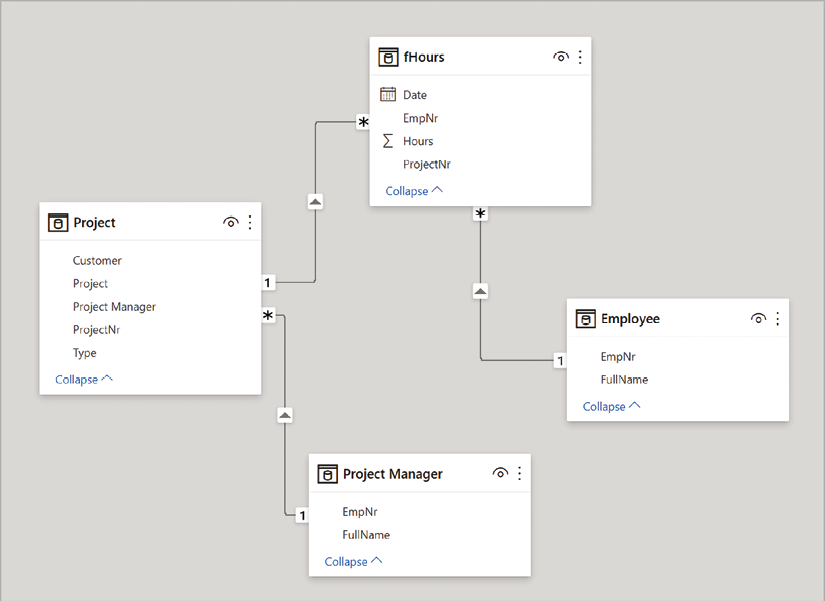 fHours
Date
EmpNr
Hours
ProjectNr
Collapse
*
Project
Customer
Project
Project Manager
ProjectNr
Type
Collapse
1
*
*
Employee
EmpNr
FullName
Collapse
1
Project Manager
EmpNr
FullName
Collapse
1